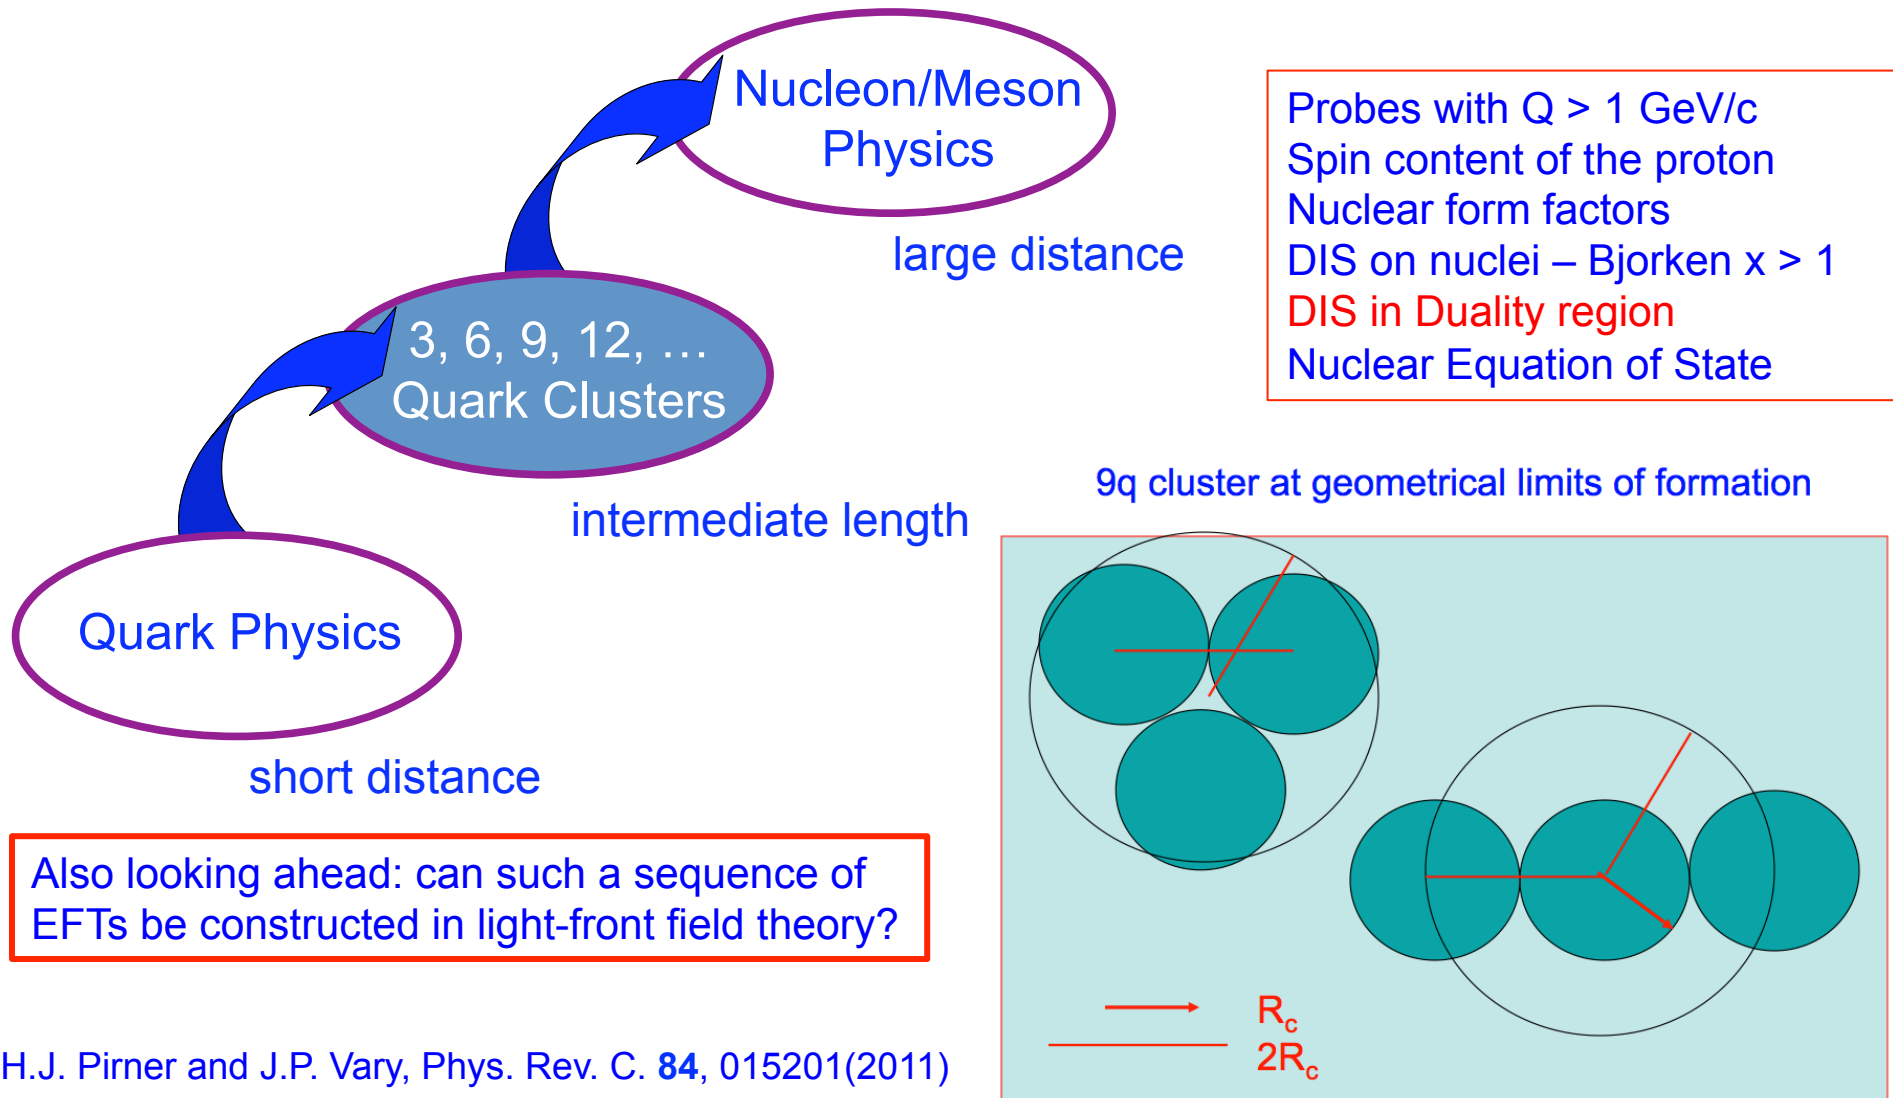 Nucleon/Meson
Physics
large distance
3, 6, 9, 12, …
Quark Clusters
intermediate length
Quark Physics
short distance
Probes with Q > 1 GeV/c
Spin content of the proton
Nuclear form factors
DIS on nuclei – Bjorken x > 1
DIS in Duality region
Nuclear Equation of State
9q cluster at geometrical limits of formation
R_c
2R_c
Also looking ahead: can such a sequence of
EFTs be constructed in light-front field theory?
H.J. Pirner and J.P. Vary, Phys. Rev. C. 84, 015201(2011)